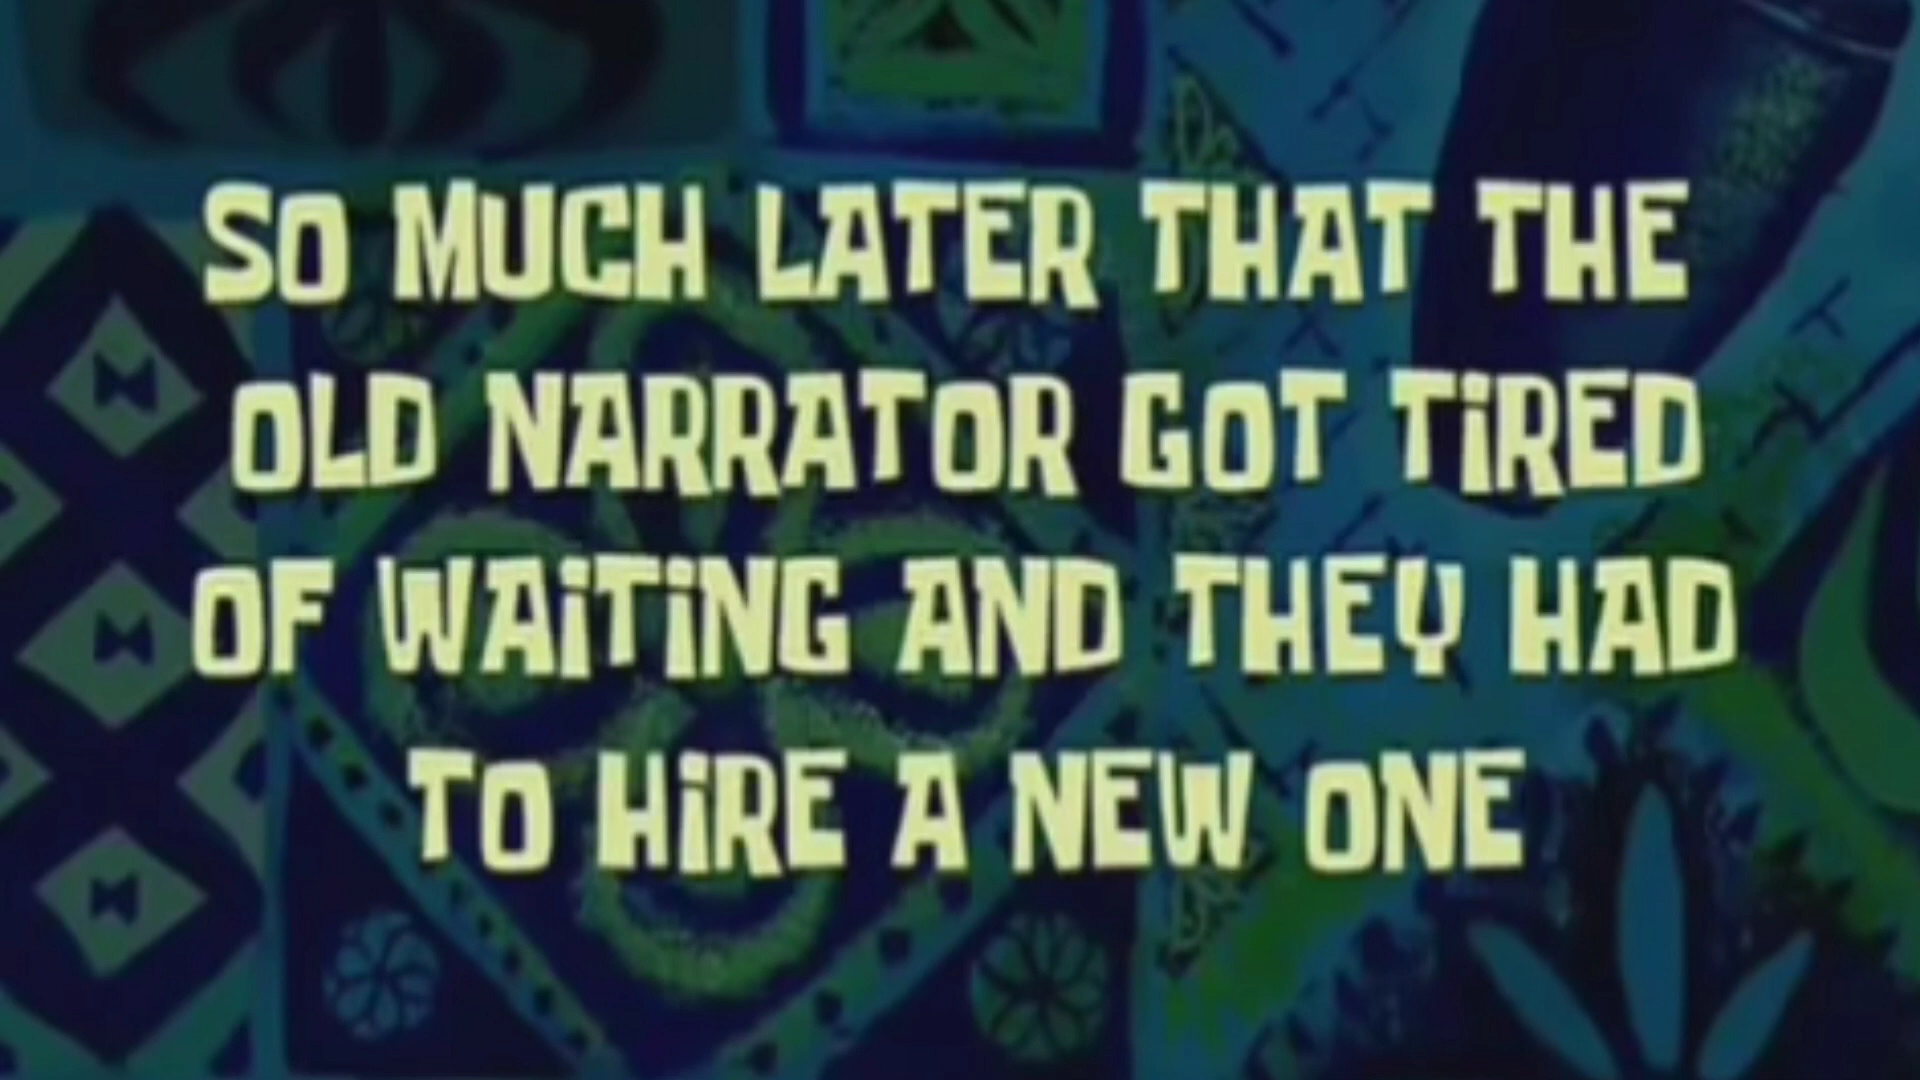 SO MUCH LATER THAT THE
OLD NARRATOR GOT TiRED
OF WAiTiNG AND THEY HAD
TO HiRE A NEW ONE